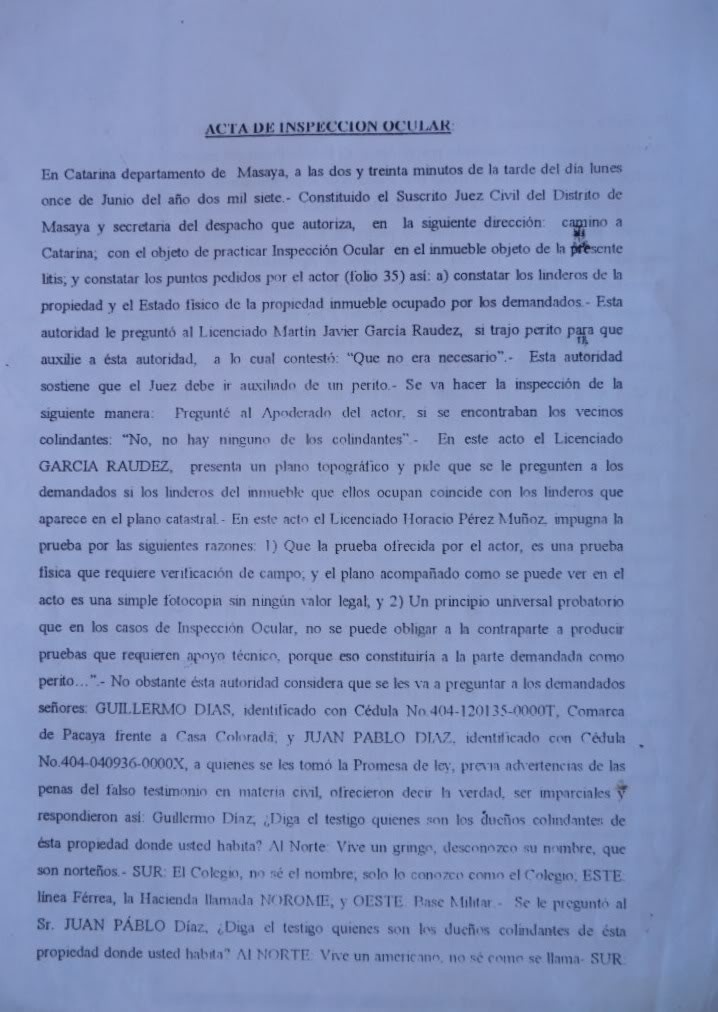 ACTA DE INSPECCION OCULAR:
En Catarina departamento de Masaya, a las dos y treinta minutos de la tarde del día lunes
once de Junio del año dos mil siete.- Constituido el Suscrito Juez Civil del Distrito de
Masaya y secretaria del despacho que autoriza, en la siguiente dirección: camino a
Catarina; con el objeto de practicar Inspección Ocular en el inmueble objeto de la presente
litis; y constatar los puntos pedidos por el actor (folio 35) así: a) constatar los linderos de la
propiedad y el Estado físico de la propiedad inmueble ocupado por los demandados.- Esta
autoridad le preguntó al Licenciado Martín Javier García Raudez, si trajo perito para que
auxilie a ésta autoridad, a lo cual contestó: “Que no era necesario”.- Esta autoridad
sostiene que el Juez debe ir auxiliado de un perito.- Se va hacer la inspección de la
siguiente manera: Pregunté al Apoderado del actor, si se encontraban los vecinos
colindantes: “No, no hay ninguno de los colindantes”.- En este acto el Licenciado
GARCIA RAUDEZ, presenta un plano topográfico y pide que se le pregunten a los
demandados si los linderos del inmueble que ellos ocupan coincide con los linderos que
aparece en el plano catastral.- En este acto el Licenciado Horacio Pérez Muñoz, impugna la
prueba por las siguientes razones: 1) Que la prueba ofrecida por el actor, es una prueba
física que requiere verificación de campo; y el plano acompañado como se puede ver en el
acto es una simple fotocopia sin ningún valor legal; y 2) Un principio universal probatorio
que en los casos de Inspección Ocular, no se puede obligar a la contraparte a producir
pruebas que requieren apoyo técnico, porque eso constituiría a la parte demandada como
perito…”.- No obstante ésta autoridad considera que se les va a preguntar a los demandados
señores: GUILLERMO DIAS, identificado con Cédula No.404-120135-0000T, Comarca
de Pacaya frente a Casa Colorada; y JUAN PABLO DIAZ, identificado con Cédula
No.404-040936-0000X, a quienes se les tomó la Promesa de ley, previa advertencias de las
penas del falso testimonio en materia civil, ofrecieron decir la verdad, ser imparciales y
respondieron así: Guillermo Díaz; ¿Diga el testigo quienes son los dueños colindantes de
ésta propiedad donde usted habita? Al Norte: Vive un gringo, desconozco su nombre, que
son norteños.- SUR: El Colegio, no sé el nombre, solo lo conozco como el Colegio; ESTE:
línea Férrea, la Hacienda llamada NOROME; y OESTE: Base Militar.- Se le preguntó al
Sr. JUAN PÁBLO Díaz, ¿Diga el testigo quienes son los dueños colindantes de ésta
propiedad donde usted habita? Al NORTE: Vive un americano, no sé como se llama- SUR: